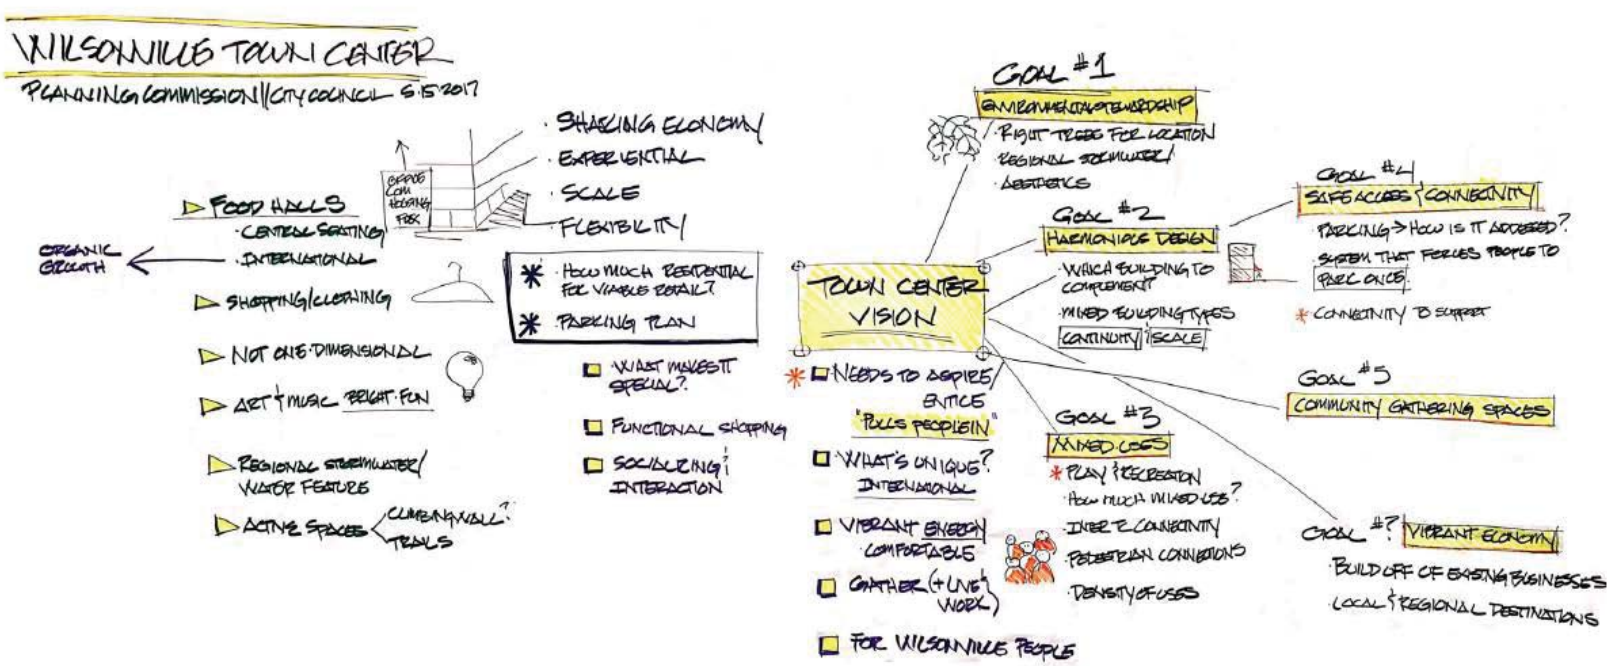 WILSONVILLE TOWN CENTER
PLANNING COMMISSION || CITY COUNCIL 5.15.2017
· SHARING ECONOMY
· EXPERIENTIAL
· SCALE
· FLEXIBILITY
OFFICE
COM
HOUSING
FLEX
FOOD HALLS
· CENTRAL SEATING
· INTERNATIONAL
ORGANIC
GROWTH
SHOPPING/CLOTHING
NOT ONE-DIMENSIONAL
ART & MUSIC BRIGHT·FUN
REGIONAL STORMWATER/
WATER FEATURE
ACTIVE SPACES
CLIMBING WALL?
TRAILS
* · HOW MUCH RESIDENTIAL
FOR VIABLE RETAIL?
* · PARKING PLAN
WHAT MAKES IT
SPECIAL?
FUNCTIONAL SHOPPING
SOCIALIZING &
INTERACTION
TOWN CENTER
VISION
* NEEDS TO ASPIRE/
ENTICE
"PULLS PEOPLE IN"
WHAT'S UNIQUE?
INTERNATIONAL
VIBRANT ENERGY
· COMFORTABLE
GATHER (+ LIVE &
WORK)
FOR WILSONVILLE PEOPLE
GOAL #1
ENVIRONMENTAL STEWARDSHIP
· RIGHT TREES FOR LOCATION
· REGIONAL STORMWATER/
· AESTHETICS
GOAL #2
HARMONIOUS DESIGN
· WHICH BUILDING TO
COMPLEMENT?
· MIXED BUILDING TYPES
CONTINUITY & SCALE
GOAL #3
MIXED USES
* PLAY & RECREATION
· HOW MUCH MIXED USE?
· INTER CONNECTIVITY
· PEDESTRIAN CONNECTIONS
· DENSITY OF USES
GOAL #4
SAFE ACCESS & CONNECTIVITY
PARKING → HOW IS IT ADDRESSED?
· SYSTEM THAT FORCES PEOPLE TO
PARK ONCE.
* CONNECTIVITY TO SUPPORT
GOAL #5
COMMUNITY GATHERING SPACES
GOAL #? VIBRANT ECONOMY
· BUILD OFF OF EXISTING BUSINESSES
· LOCAL & REGIONAL DESTINATIONS